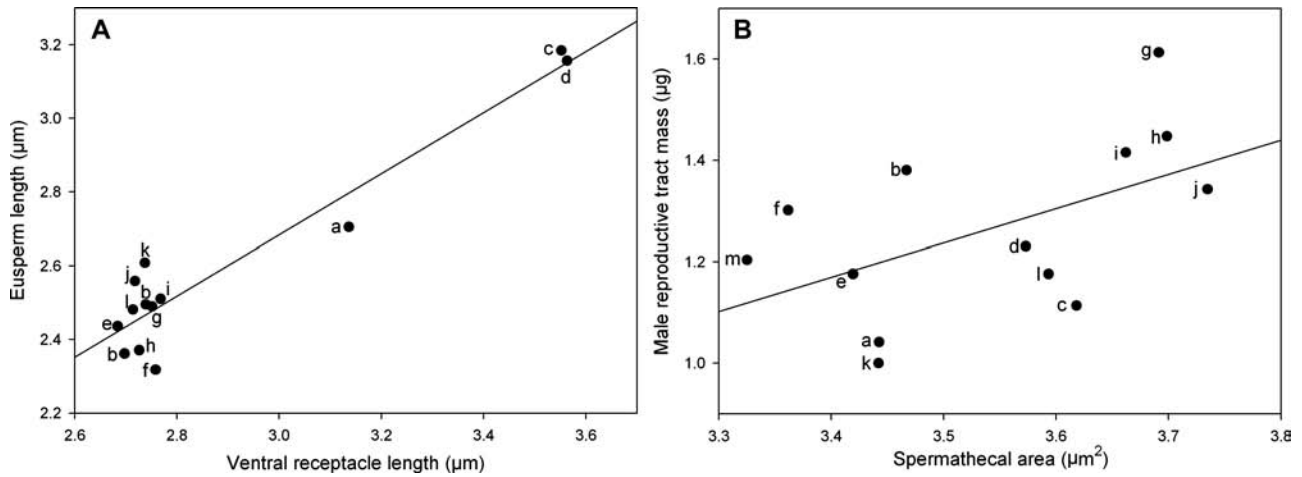 A
Eusperm length (µm)
3.2
3.0
2.8
2.6
2.4
2.2
c
d
a
k
j
b
i
l
g
e
b
h
f
2.6 2.8 3.0 3.2 3.4 3.6
Ventral receptacle length (µm)
B
Male reproductive tract mass (µg)
1.6
1.4
1.2
1.0
g
h
i
b
j
f
d
m
e
l
c
a
k
3.3 3.4 3.5 3.6 3.7 3.8
Spermathecal area (µm²)